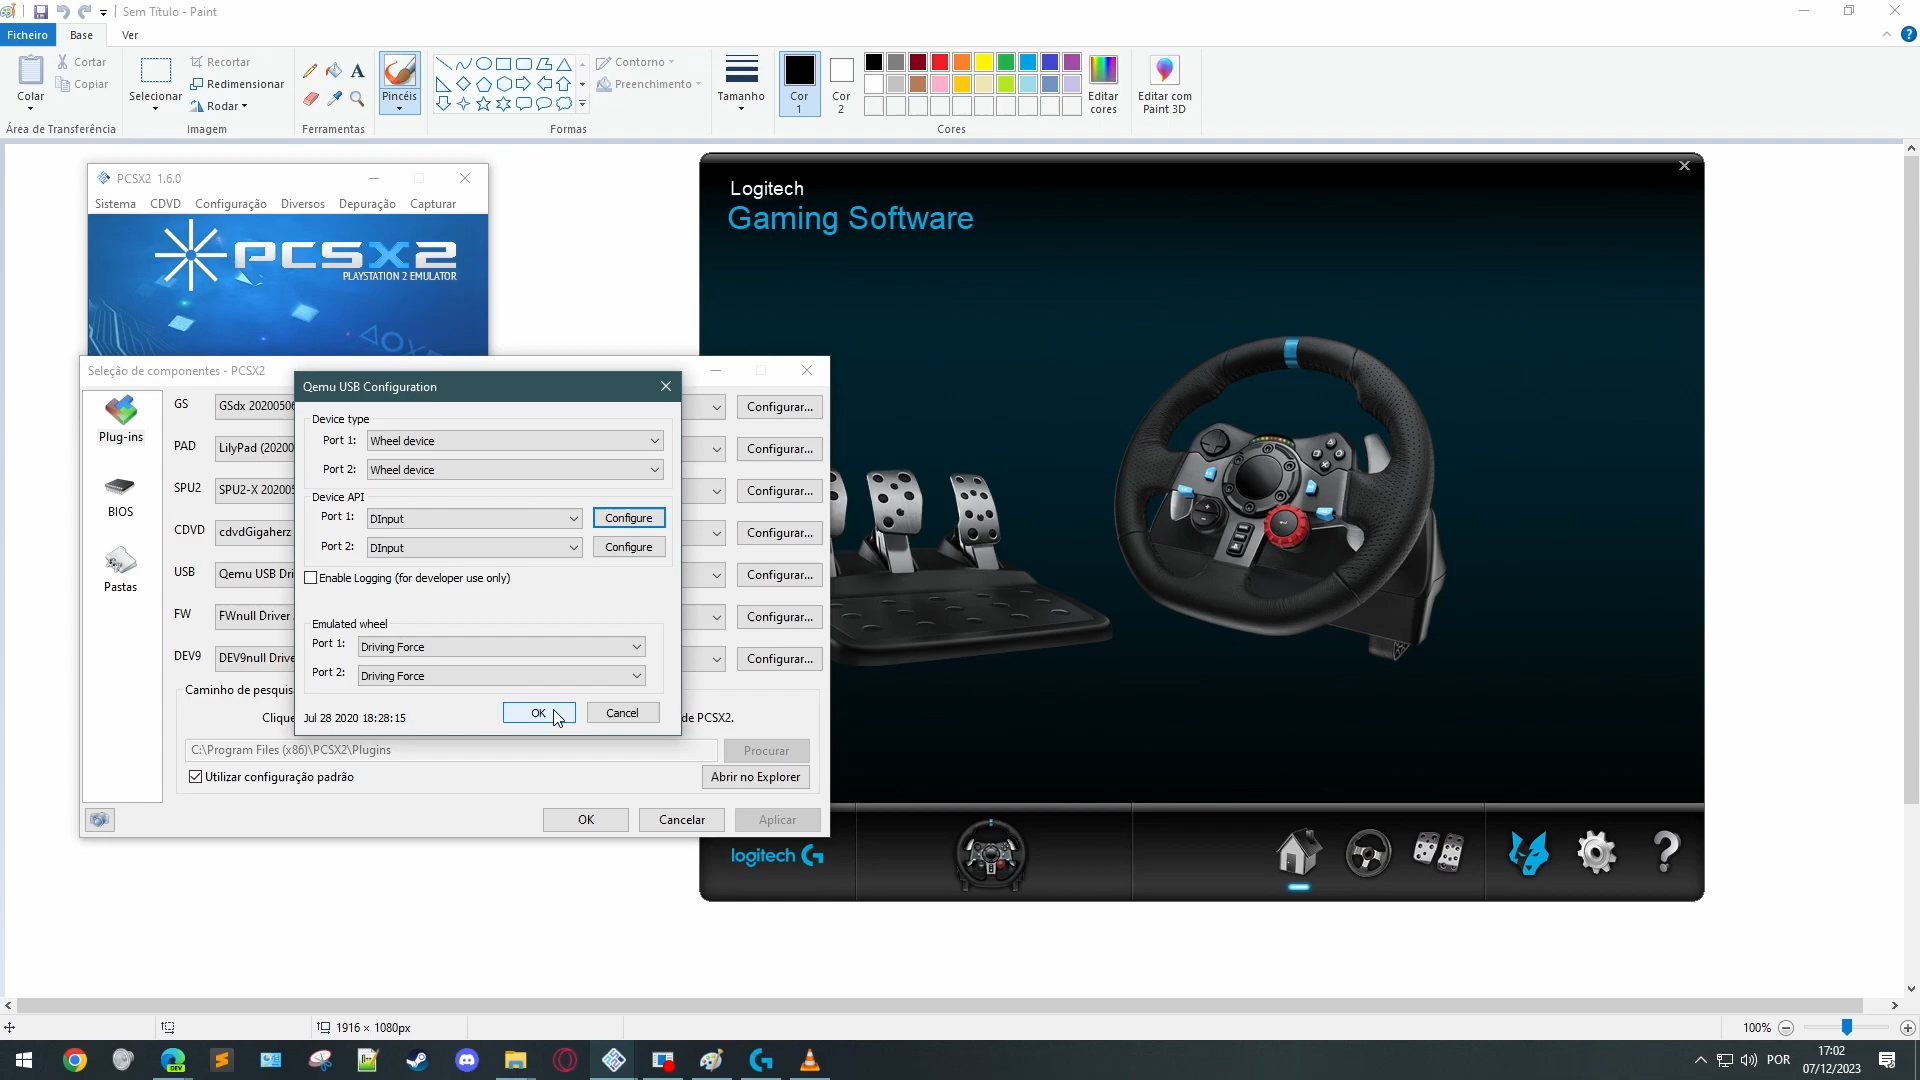 Sem Título - Paint
Ficheiro Base Ver
Colar
Cortar
Copiar
Área de Transferência
Selecionar
Recortar
Redimensionar
Rodar
Imagem
A
Ferramentas
Pincéis
Contorno
Preenchimento
Formas
Tamanho
Cor 1
Cor 2
Cores
Editar cores
Editar com Paint 3D
PCSX2 1.6.0
Sistema CDVD Configuração Diversos Depuração Capturar
PCSX2
PLAYSTATION 2 EMULATOR
Logitech
Gaming Software
Seleção de componentes - PCSX2
Plug-ins
BIOS
Pastas
GS GSdx 2020050 Configurar...
PAD LilyPad (20200 Configurar...
SPU2 SPU2-X 202005 Configurar...
CDVD cdvdGigaherz Configurar...
USB Qemu USB Dri Configurar...
FW FWnull Driver Configurar...
DEV9 DEV9null Drive Configurar...
Caminho de pesquis
Clique de PCSX2.
C:\Program Files (x86)\PCSX2\Plugins Procurar
Utilizar configuração padrão Abrir no Explorer
OK Cancelar Aplicar
Qemu USB Configuration
Device type
Port 1: Wheel device
Port 2: Wheel device
Device API
Port 1: DInput Configure
Port 2: DInput Configure
Enable Logging (for developer use only)
Emulated wheel
Port 1: Driving Force
Port 2: Driving Force
Jul 28 2020 18:28:15 OK Cancel
logitech G
?
1916 × 1080px
100%
DEV
POR
17:02
07/12/2023